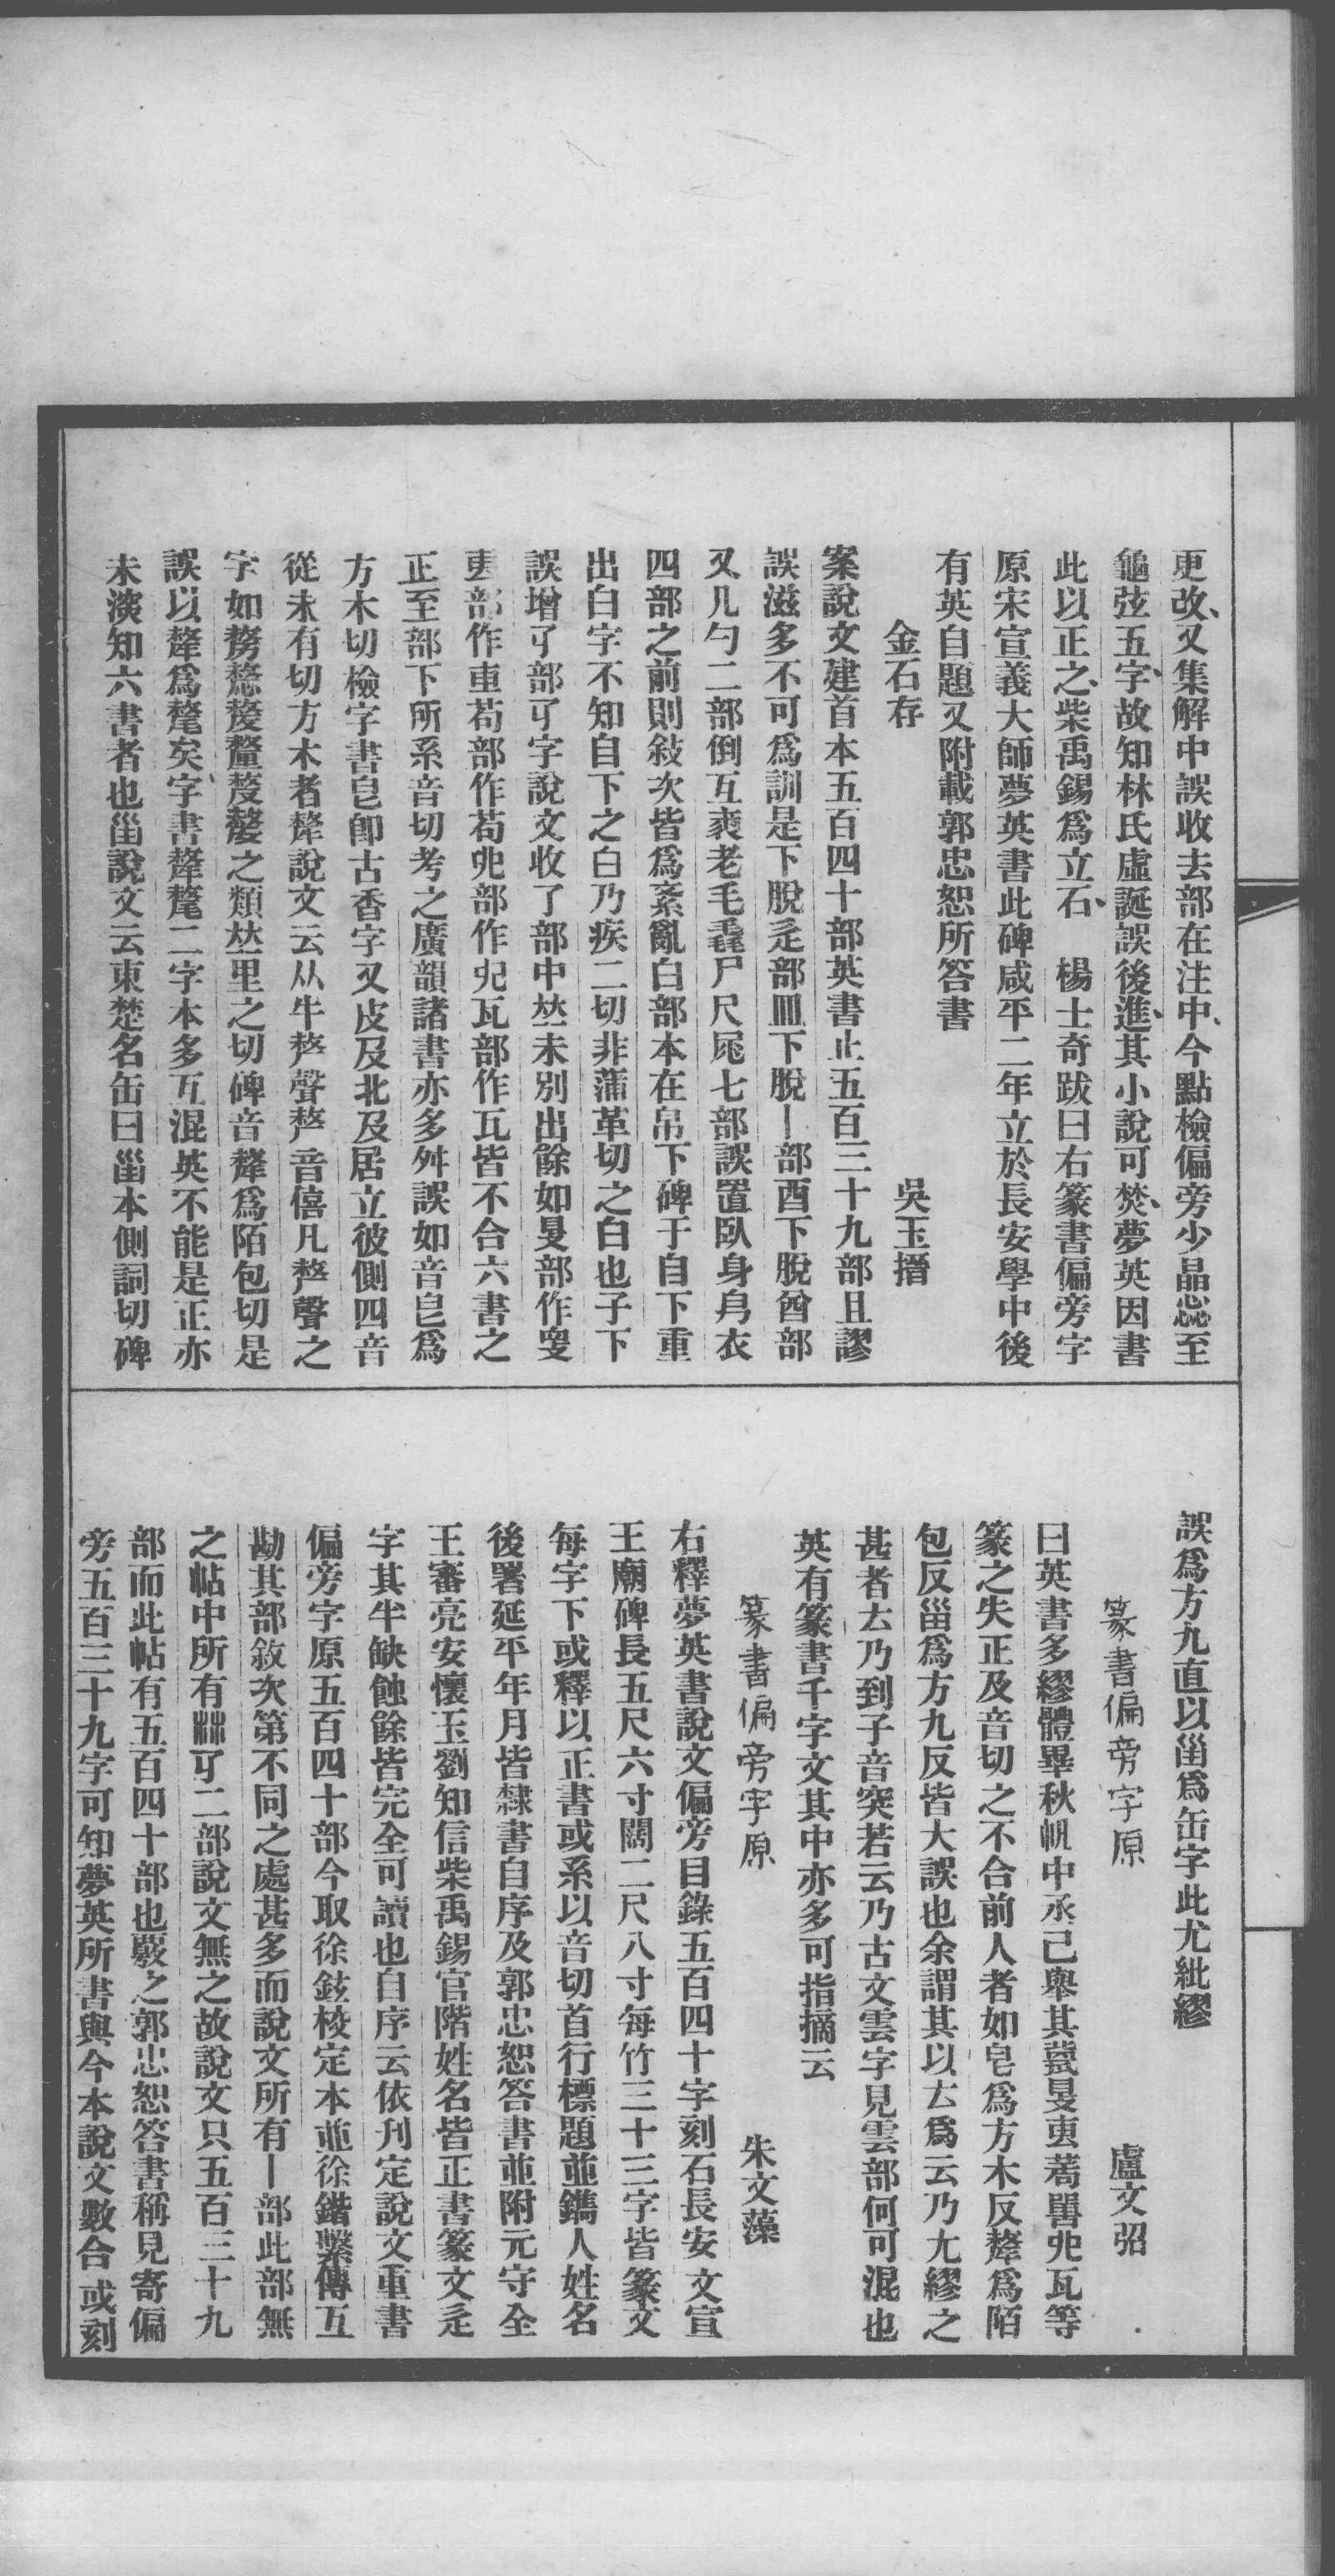 更改、又集解中誤收去部在注中、今點檢偏旁少晶惢至
龜弦五字、故知林氏虛誕誤後進、其小說可焚、夢英因書
此以正之、柴禹錫爲立石、楊士奇跋曰右篆書偏旁字
原宋宣義大師夢英書此碑咸平二年立於長安學中後
有英自題又附載郭忠恕所答書
金石存 吳玉搢
案說文建首本五百四十部英書止五百三十九部且謬
誤滋多不可爲訓是下脫辵部皿下脫丨部酉下脫酋部
又几勺二部倒互裘老毛毳尸尺尾七部誤置臥身㐆衣
四部之前則敍次皆爲紊亂白部本在帛下碑于自下重
出白字不知自下之白乃疾二切非蒲革切之白也子下
誤增孒部孒字說文收了部中竝未別出餘如㫗部作㝁
叀部作車苟部作苟㒫部作旡瓦部作瓦皆不合六書之
正至部下所系音切考之廣韻諸書亦多舛誤如音皀爲
方木切檢字書皀卽古香字又皮及北及居立彼側四音
從未有切方木者犛說文云从牛𠩺聲𠩺音僖凡𠩺聲之
字如㓷漦嫠釐氂斄之類竝里之切碑音犛爲陌包切是
誤以犛爲氂矣字書犛氂二字本多互混英不能是正亦
未深知六書者也甾說文云東楚名缶曰甾本側詞切碑
誤爲方九直以甾爲缶字此尤紕繆
篆書偏旁字原 盧文弨
曰英書多繆體畢秋帆中丞已舉其㲋㫗叀蒿嘼㒫瓦等
篆之失正及音切之不合前人者如皀爲方木反犛爲陌
包反甾爲方九反皆大誤也余謂其以𠫓爲云乃尤繆之
甚者𠫓乃到子音突若云乃古文雲字見雲部何可混也
英有篆書千字文其中亦多可指摘云
篆書偏旁字原 朱文藻
右釋夢英書說文偏旁目錄五百四十字刻石長安文宣
王廟碑長五尺六寸闊二尺八寸每竹三十三字皆篆文
每字下或釋以正書或系以音切首行標題並鐫人姓名
後署延平年月皆隸書自序及郭忠恕答書並附元守全
王審亮安懷玉劉知信柴禹錫官階姓名皆正書篆文辵
字其半缺蝕餘皆完全可讀也自序云依刋定說文重書
偏旁字原五百四十部今取徐鉉校定本並徐鍇繫傳互
勘其部敘次第不同之處甚多而說文所有丨部此部無
之帖中所有𣏟孒二部說文無之故說文只五百三十九
部而此帖有五百四十部也覈之郭忠恕答書稱見寄偏
旁五百三十九字可知夢英所書與今本說文數合或刻